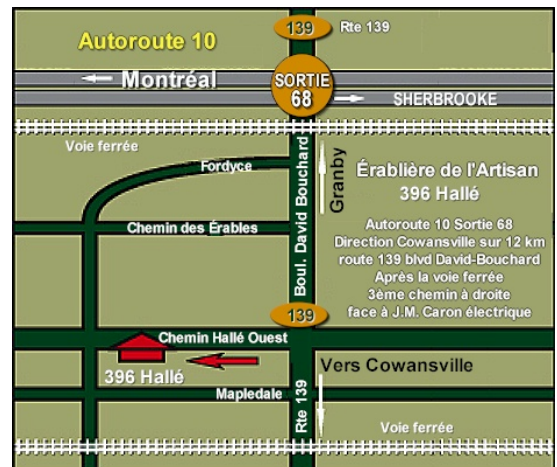 139
Rte 139
Autoroute 10
Montréal
SORTIE
68
SHERBROOKE
Voie ferrée
Fordyce
Granby
Boul. David Bouchard
Érablière de l'Artisan
396 Hallé
Chemin des Érables
Autoroute 10 Sortie 68
Direction Cowansville sur 12 km
route 139 blvd David-Bouchard
Après la voie ferrée
3ème chemin à droite
face à J.M. Caron électrique
139
Chemin Hallé Ouest
396 Hallé
Vers Cowansville
Mapledale
Rte 139
Voie ferrée